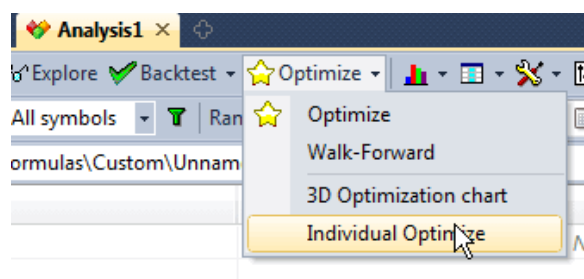 Analysis1
Explore Backtest Optimize
All symbols Ran
Optimize
ormulas\Custom\Unnam
Walk-Forward
3D Optimization chart
Individual Optimize